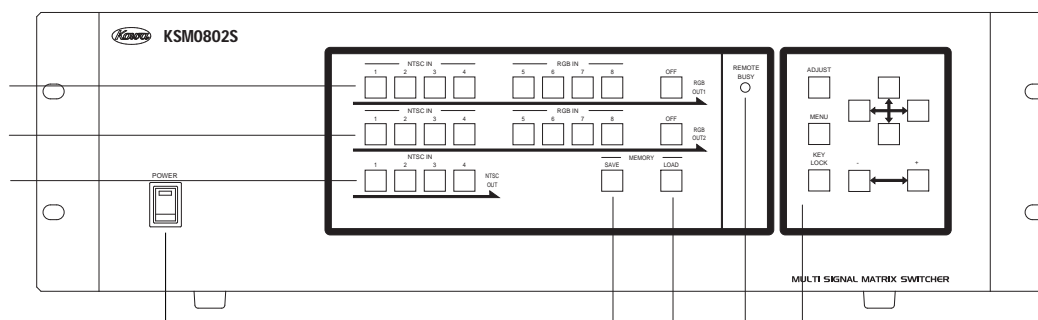 Kowa KSM0802S
NTSC IN RGB IN
1 2 3 4 5 6 7 8 OFF
RGB
OUT1
NTSC IN RGB IN
1 2 3 4 5 6 7 8 OFF
RGB
OUT2
NTSC IN
1 2 3 4
NTSC
OUT
MEMORY
SAVE LOAD
REMOTE
BUSY
ADJUST
MENU
KEY
LOCK
- +
POWER
MULTI SIGNAL MATRIX SWITCHER